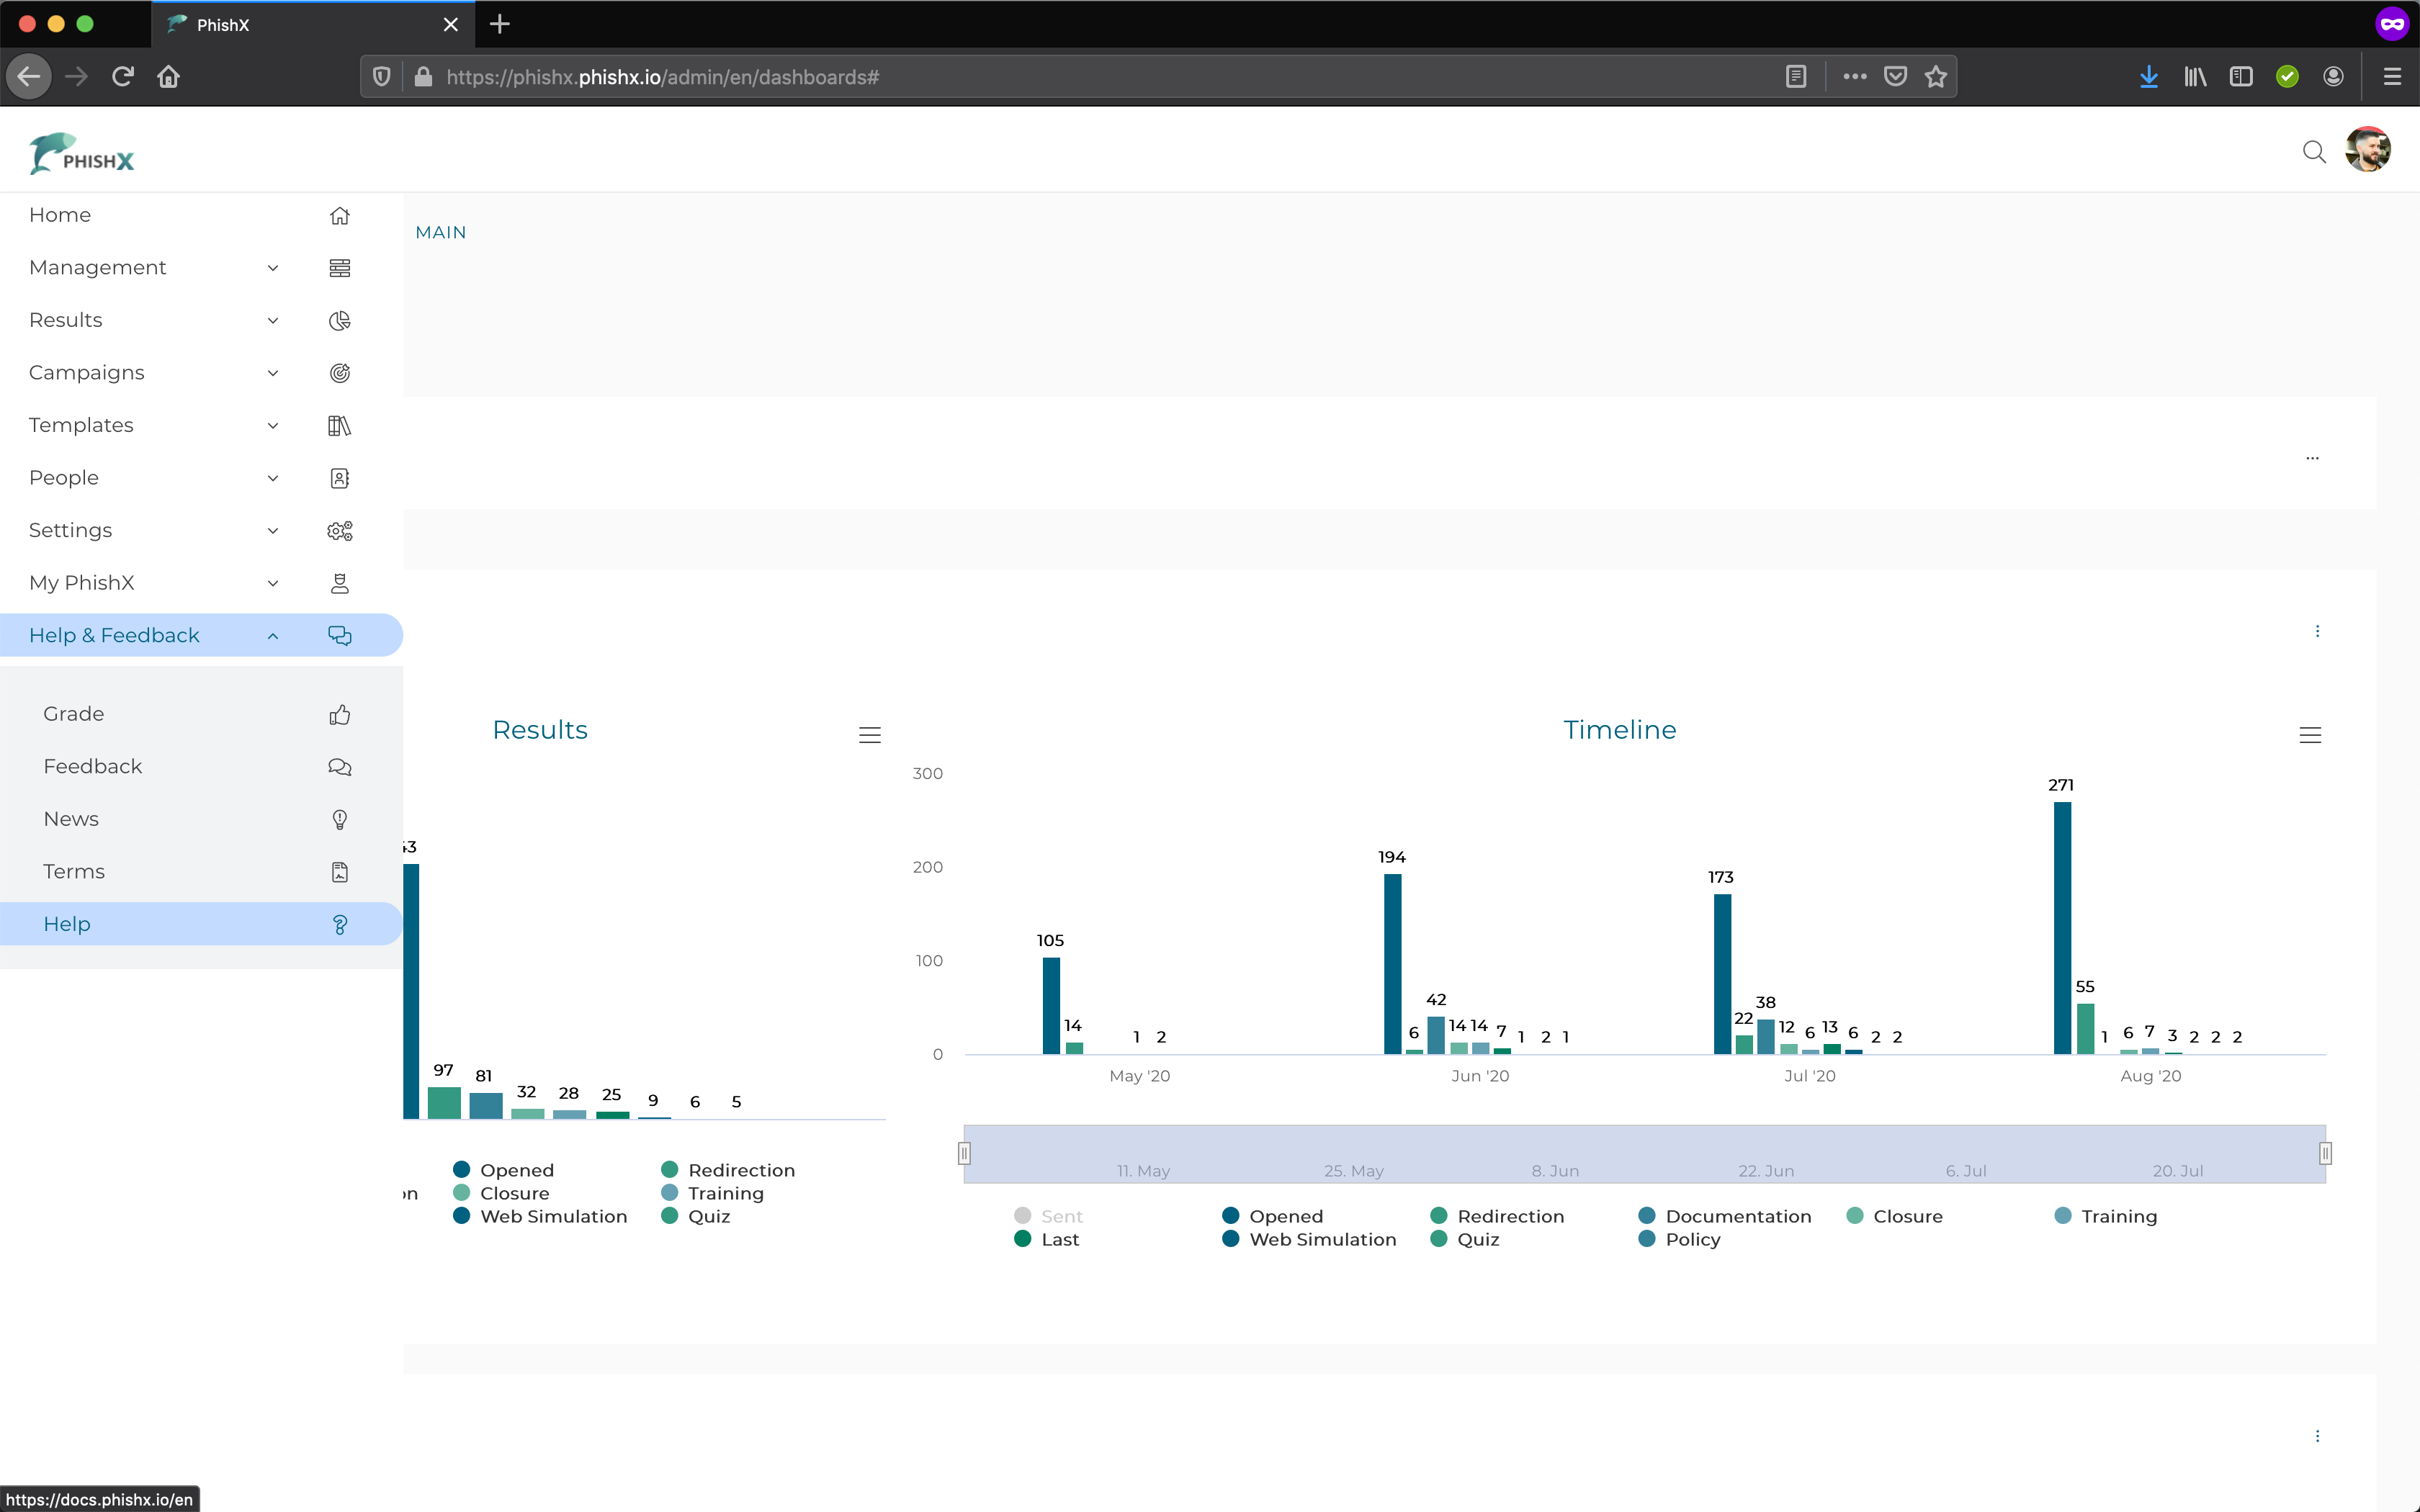 PhishX
https://phishx.phishx.io/admin/en/dashboards#
PHISHX
Home
Management
Results
Campaigns
Templates
People
Settings
My PhishX
Help & Feedback
Grade
Feedback
News
Terms
Help
MAIN
Results
97
81
32
28
25
9
6
5
Opened
Redirection
Closure
Training
Web Simulation
Quiz
Timeline
300
200
100
0
105
14
1
2
194
6
42
14
14
7
1
2
1
173
22
38
12
6
13
6
2
2
271
55
1
6
7
3
2
2
2
May '20
Jun '20
Jul '20
Aug '20
11. May
25. May
8. Jun
22. Jun
6. Jul
20. Jul
Sent
Opened
Redirection
Documentation
Closure
Training
Last
Web Simulation
Quiz
Policy
https://docs.phishx.io/en